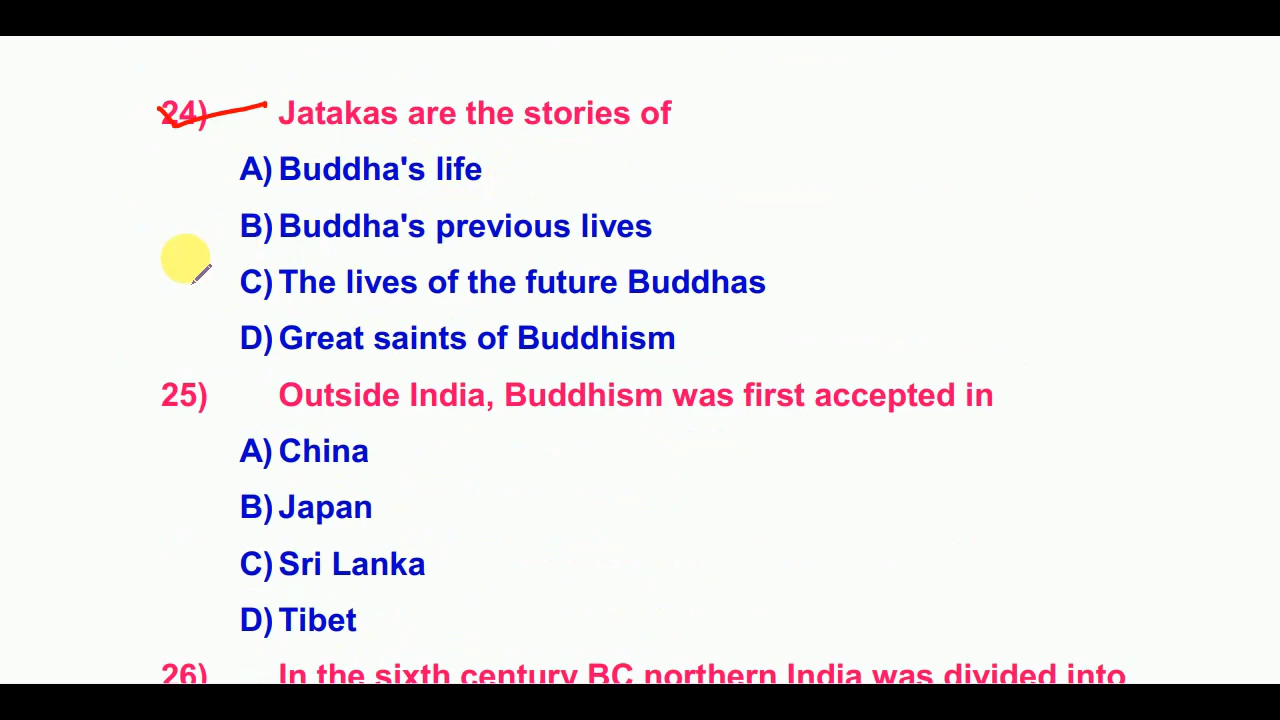 24) Jatakas are the stories of
A) Buddha's life
B) Buddha's previous lives
C) The lives of the future Buddhas
D) Great saints of Buddhism
25) Outside India, Buddhism was first accepted in
A) China
B) Japan
C) Sri Lanka
D) Tibet
26) In the sixth century BC northern India was divided into